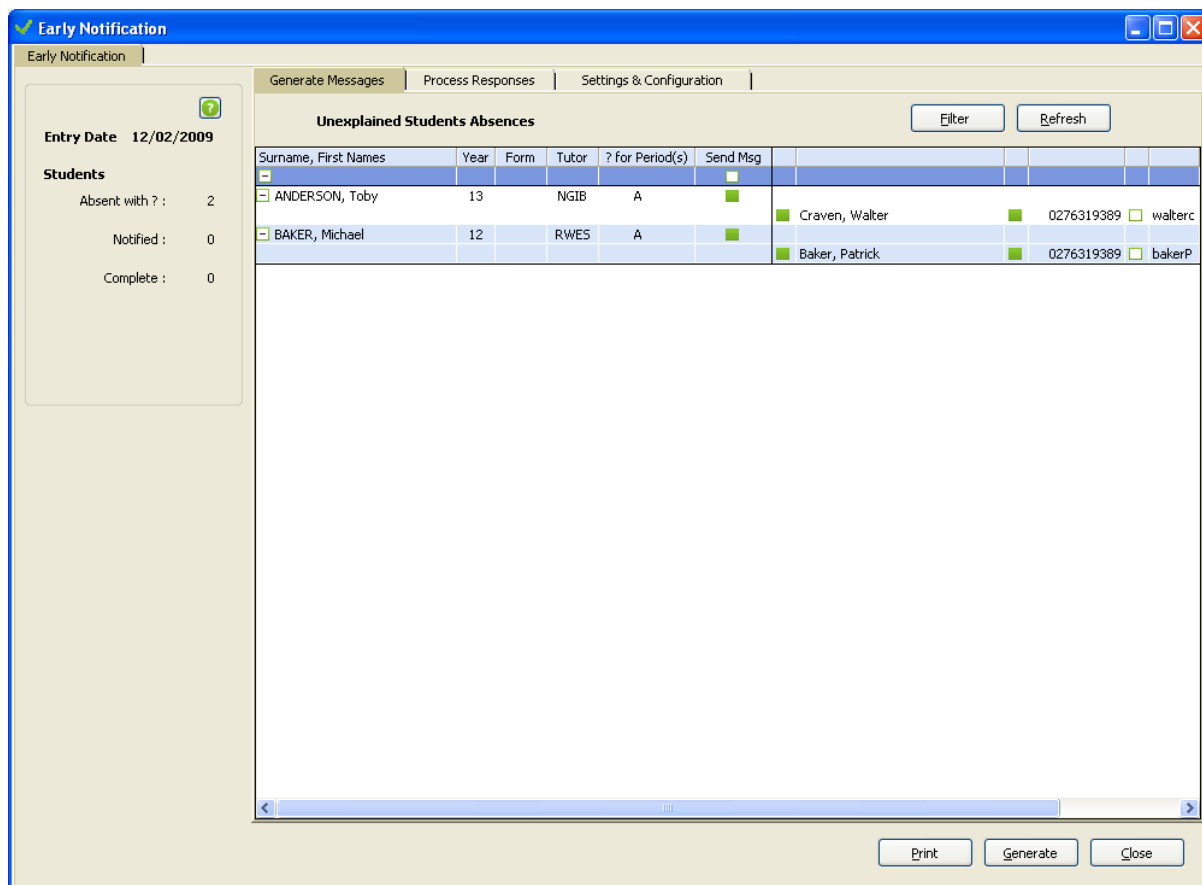 Early Notification
Early Notification
Generate Messages Process Responses Settings & Configuration
?
Unexplained Students Absences Filter Refresh
Entry Date 12/02/2009
Surname, First Names Year Form Tutor ? for Period(s) Send Msg
Students
Absent with ? : 2
ANDERSON, Toby 13 NGIB A
Craven, Walter 0276319389 walterc
Notified : 0
BAKER, Michael 12 RWES A
Baker, Patrick 0276319389 bakerP
Complete : 0
Print Generate Close